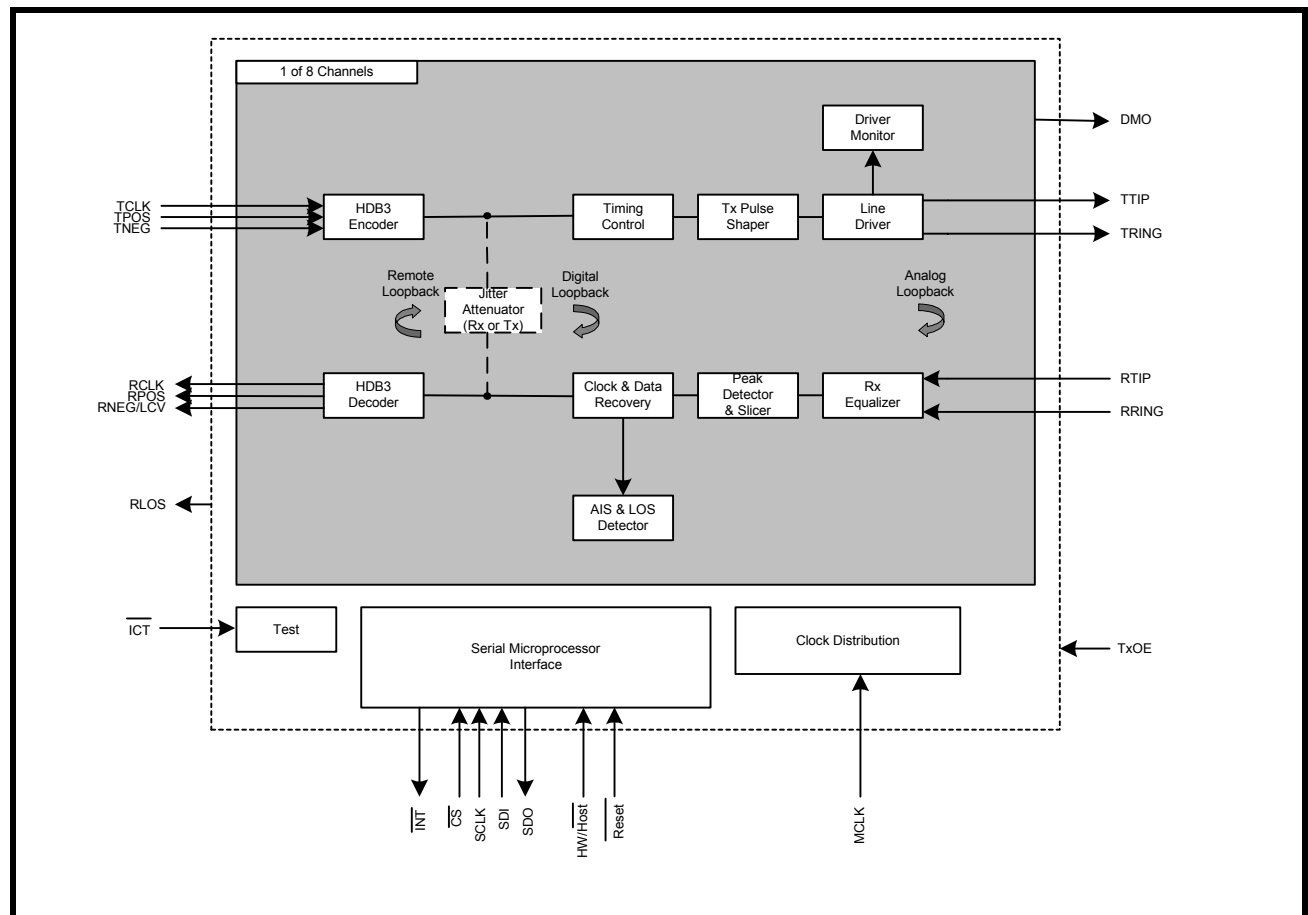 1 of 8 Channels
Driver
Monitor
DMO
TCLK
TPOS
TNEG
HDB3
Encoder
Timing
Control
Tx Pulse
Shaper
Line
Driver
TTIP
TRING
Remote
Loopback
Jitter
Attenuator
(Rx or Tx)
Digital
Loopback
Analog
Loopback
RCLK
RPOS
RNEG/LCV
HDB3
Decoder
Clock & Data
Recovery
Peak
Detector
& Slicer
Rx
Equalizer
RTIP
RRING
RLOS
AIS & LOS
Detector
ICT
Test
Serial Microprocessor
Interface
Clock Distribution
TxOE
INT
CS
SCLK
SDI
SDO
HW/Host
Reset
MCLK